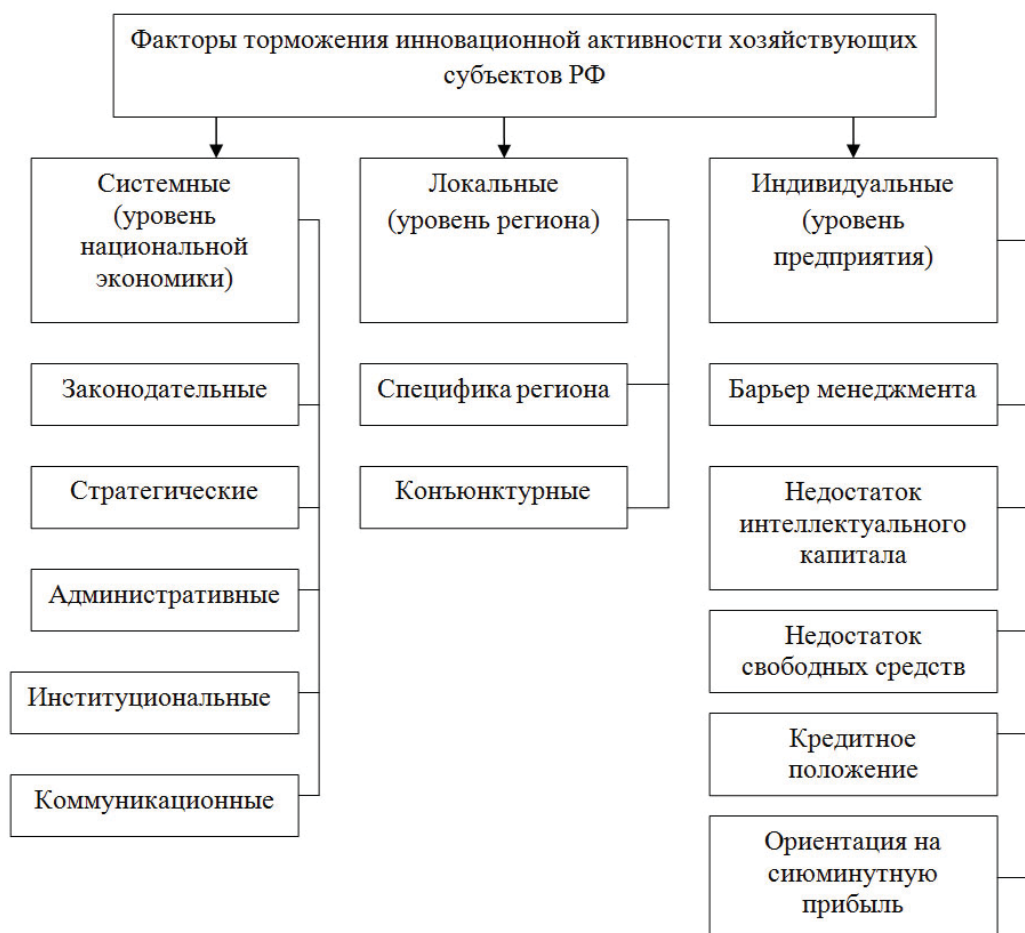 Факторы торможения инновационной активности хозяйствующих
субъектов РФ
Системные
(уровень
национальной
экономики)
Законодательные
Стратегические
Административные
Институциональные
Коммуникационные
Локальные
(уровень региона)
Специфика региона
Конъюнктурные
Индивидуальные
(уровень
предприятия)
Барьер менеджмента
Недостаток
интеллектуального
капитала
Недостаток
свободных средств
Кредитное
положение
Ориентация на
сиюминутную
прибыль